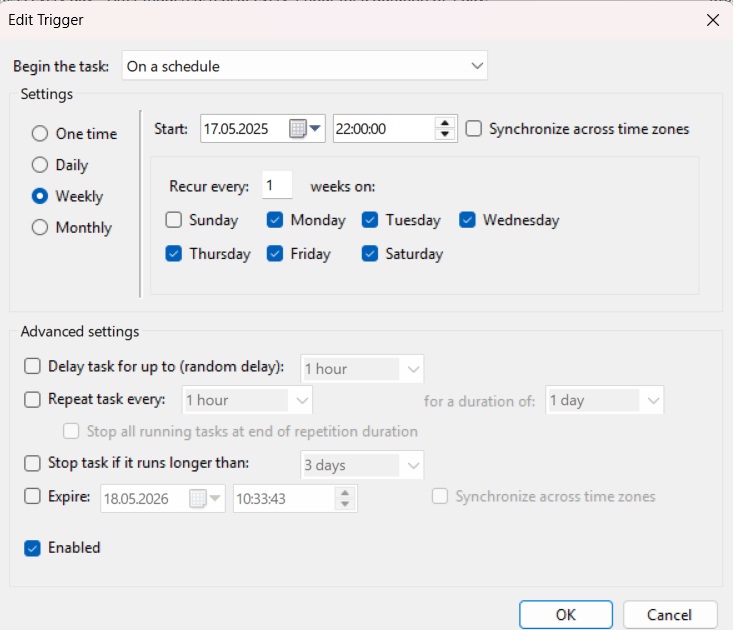 Edit Trigger
Begin the task: On a schedule
Settings
One time
Daily
Weekly
Monthly
Start: 17.05.2025 22:00:00 Synchronize across time zones
Recur every: 1 weeks on:
Sunday Monday Tuesday Wednesday
Thursday Friday Saturday
Advanced settings
Delay task for up to (random delay): 1 hour
Repeat task every: 1 hour for a duration of: 1 day
Stop all running tasks at end of repetition duration
Stop task if it runs longer than: 3 days
Expire: 18.05.2026 10:33:43 Synchronize across time zones
Enabled
OK Cancel